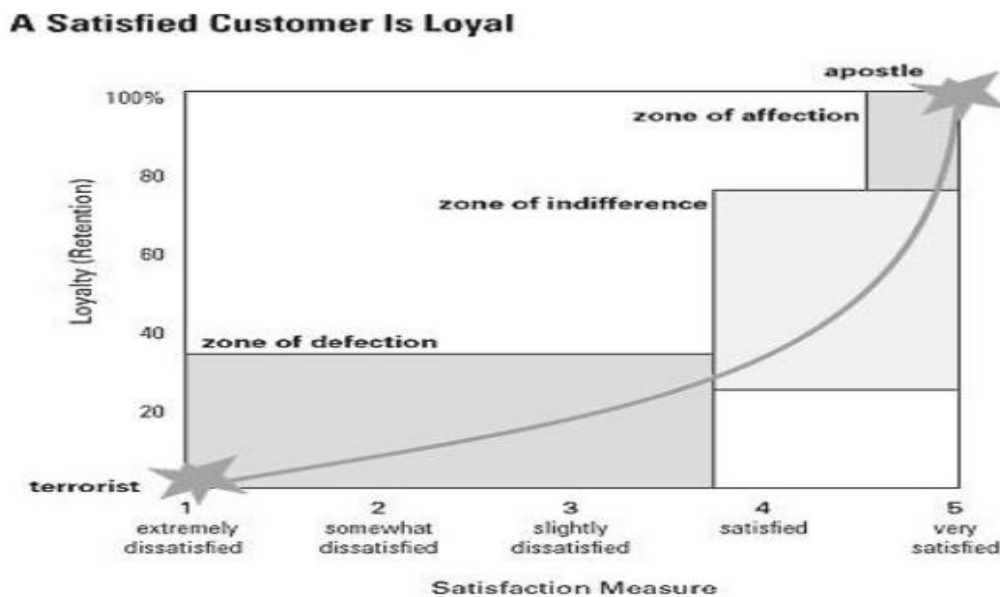 A Satisfied Customer Is Loyal
apostle
100%
zone of affection
80
zone of indifference
60
Loyalty (Retention)
40
zone of defection
20
terrorist
1 2 3 4 5
extremely somewhat slightly satisfied very
dissatisfied dissatisfied dissatisfied satisfied
Satisfaction Measure